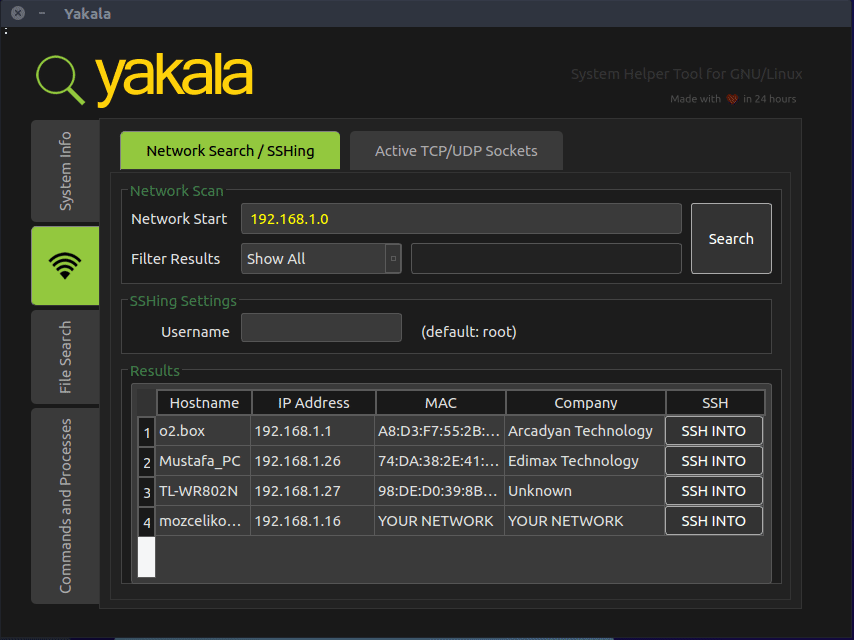 Yakala
:
yakala
System Helper Tool for GNU/Linux
Made with in 24 hours
System Info
File Search
Commands and Processes
Network Search / SSHing
Active TCP/UDP Sockets
Network Scan
Network Start 192.168.1.0
Search
Filter Results Show All
SSHing Settings
Username (default: root)
Results
Hostname IP Address MAC Company SSH
1 o2.box 192.168.1.1 A8:D3:F7:55:2B:... Arcadyan Technology SSH INTO
2 Mustafa_PC 192.168.1.26 74:DA:38:2E:41:... Edimax Technology SSH INTO
3 TL-WR802N 192.168.1.27 98:DE:D0:39:8B... Unknown SSH INTO
4 mozceliko... 192.168.1.16 YOUR NETWORK YOUR NETWORK SSH INTO